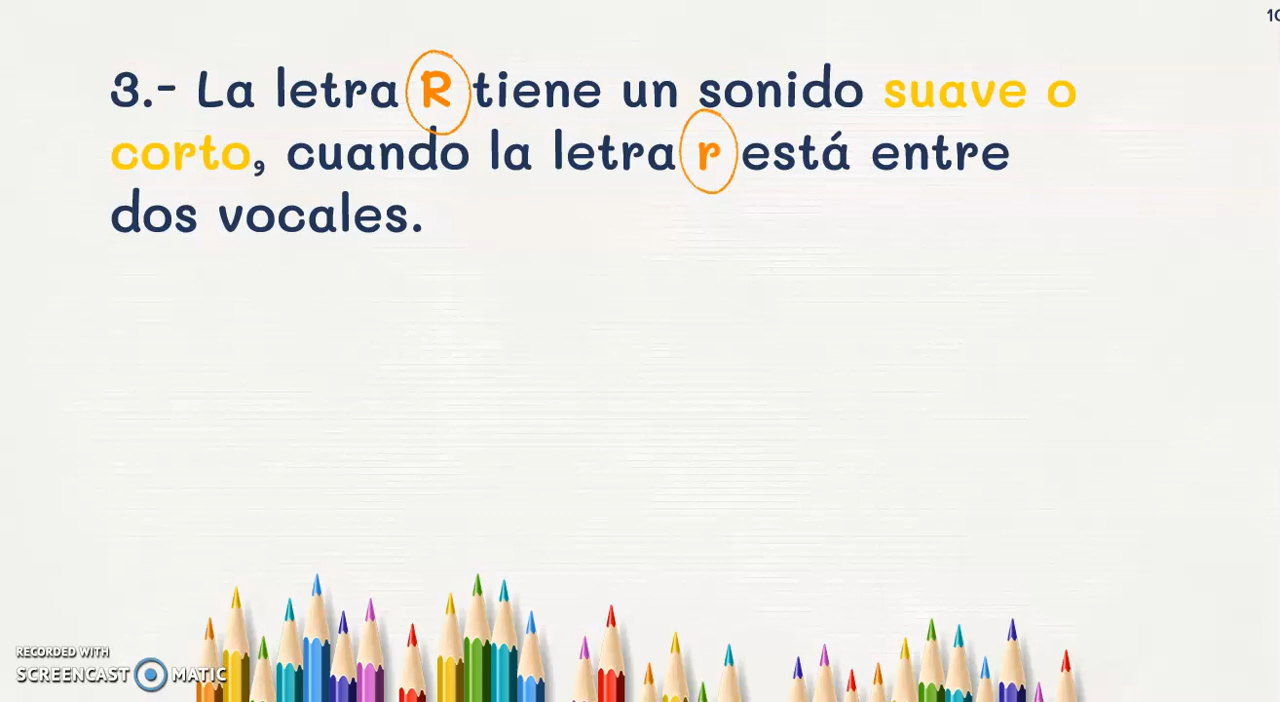 10
3.- La letra R tiene un sonido suave o
corto, cuando la letra r está entre
dos vocales.
RECORDED WITH
SCREENCAST MATIC